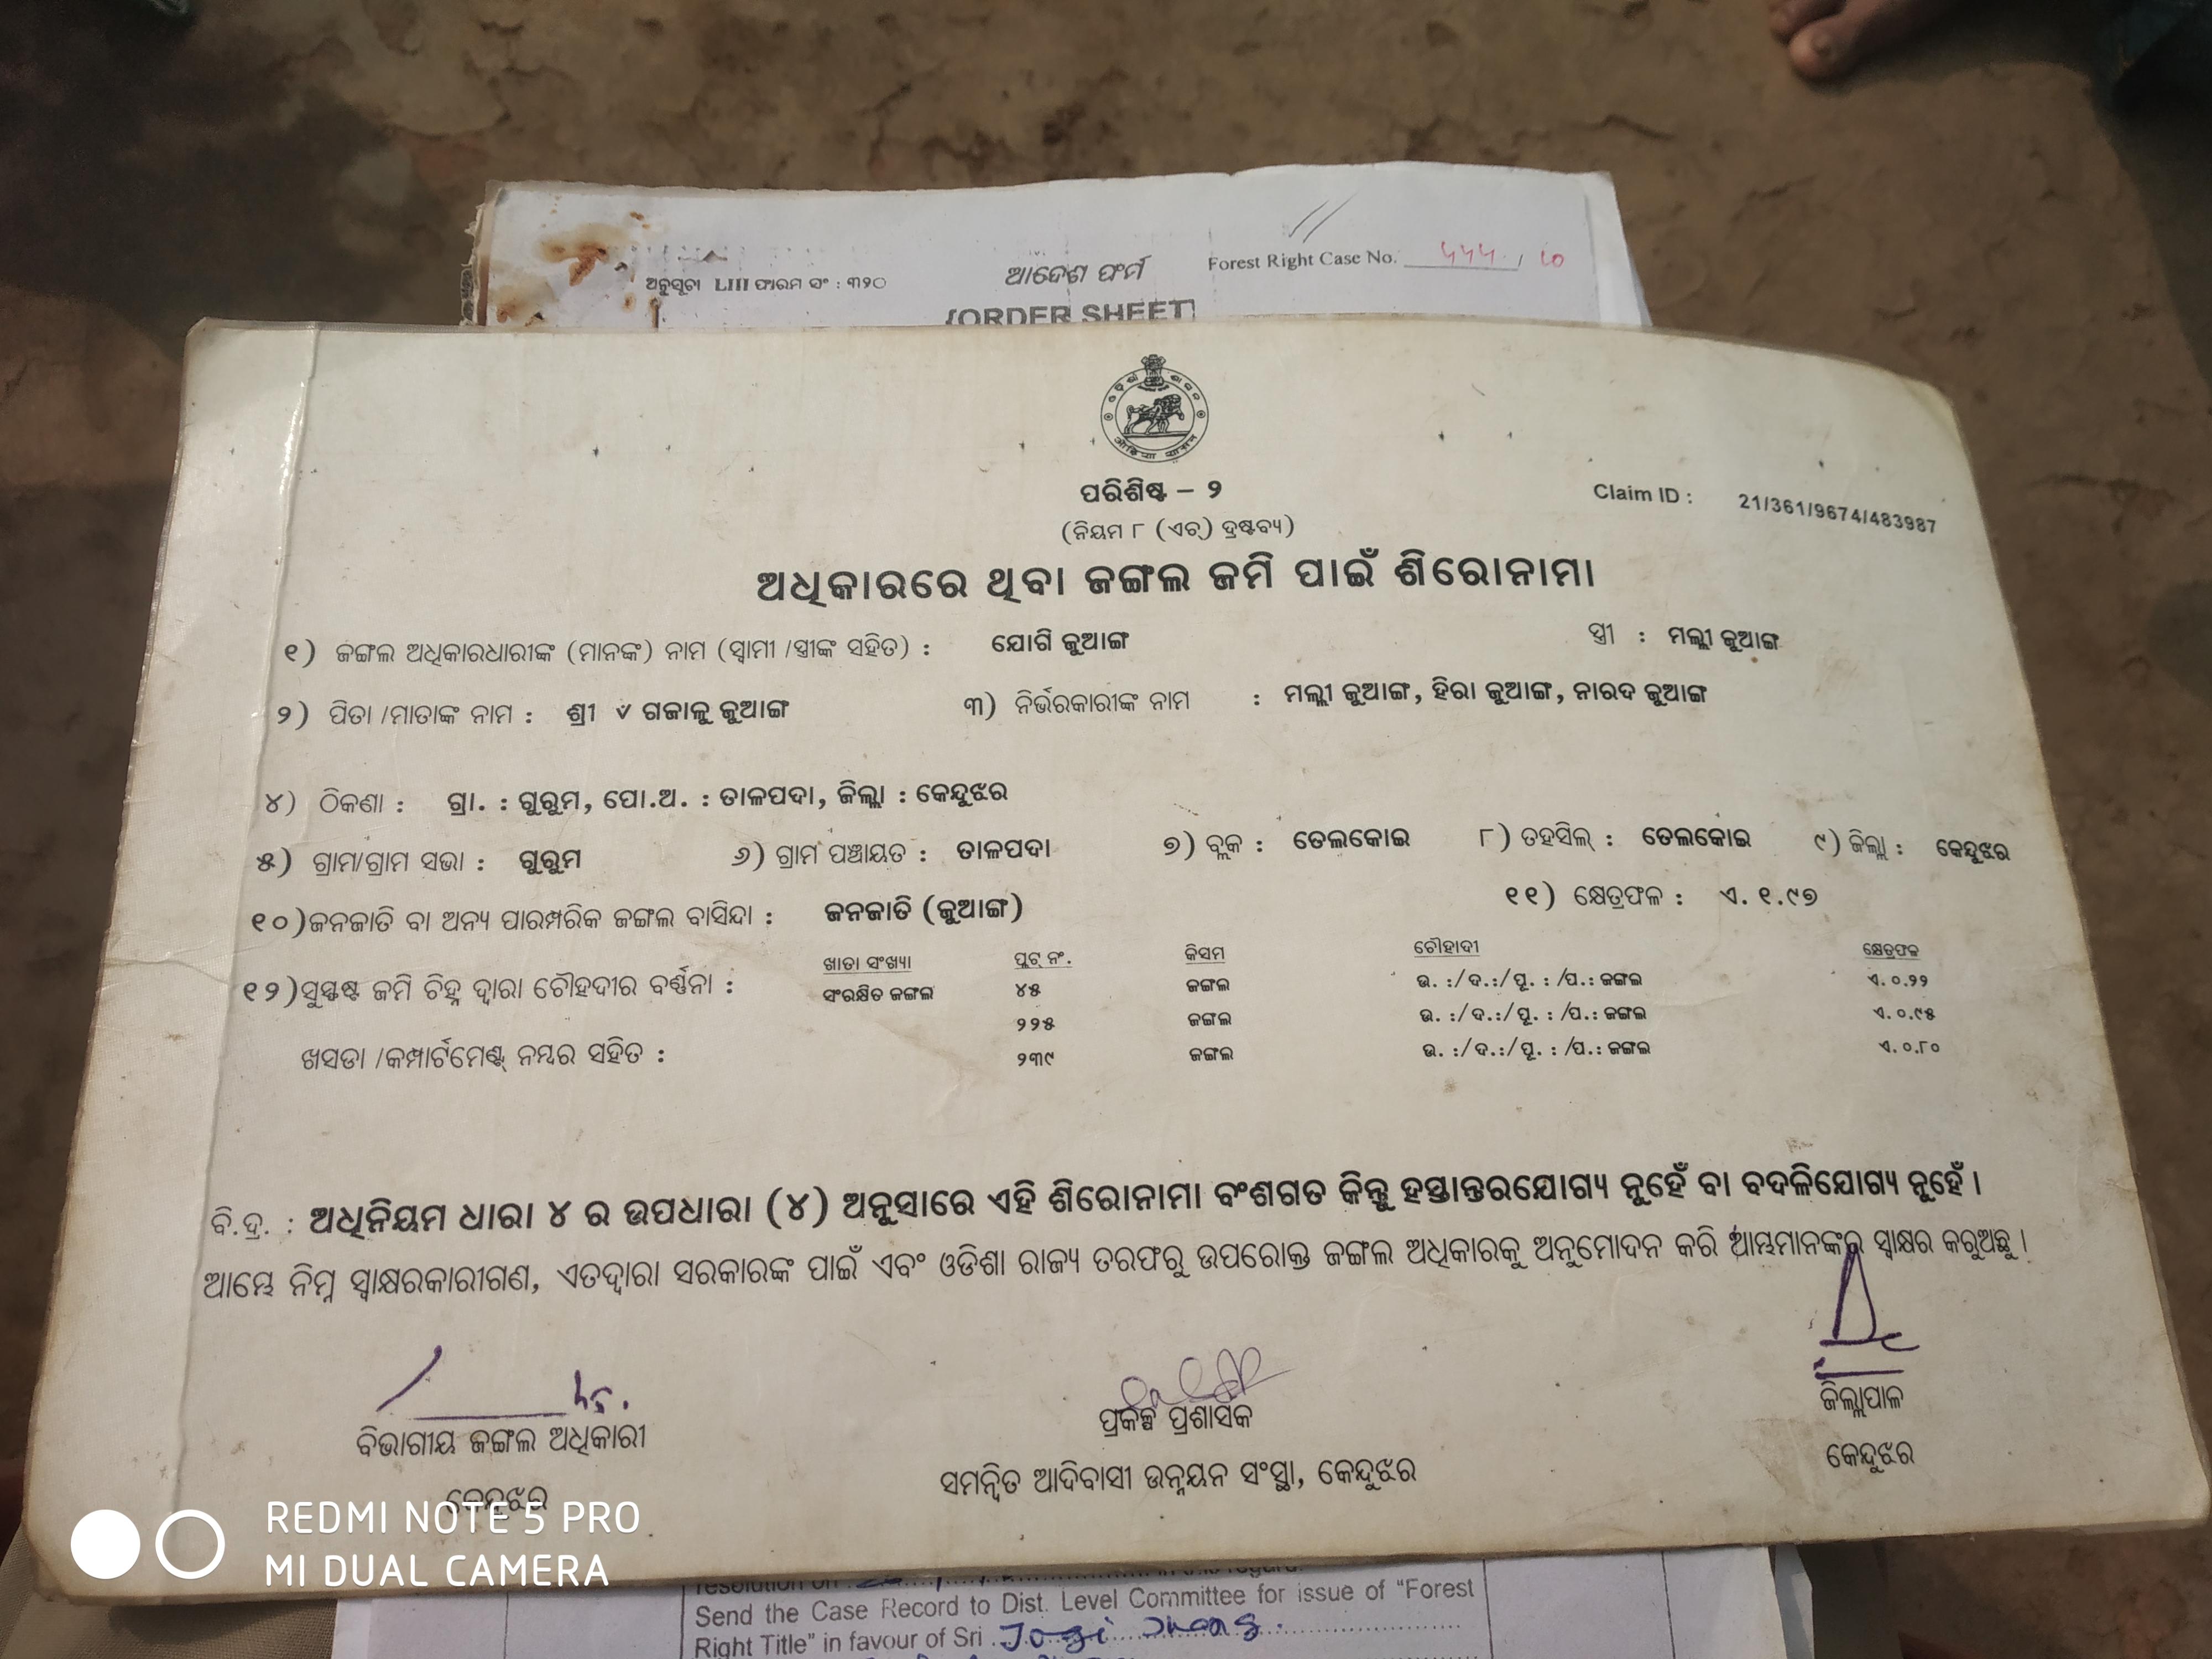 ଅନୁସୂଚୀ LIII ଫାରମ ସଂ : ୩୨୦
ଆଦେଶ ଫର୍ମ
Forest Right Case No.
[ORDER SHEET]
ପରିଶିଷ୍ଟ – ୨
(ନିୟମ ୮ (ଏଚ୍) ଦ୍ରଷ୍ଟବ୍ୟ)
Claim ID : 21/361/9674/483987
ଅଧିକାରରେ ଥିବା ଜଙ୍ଗଲ ଜମି ପାଇଁ ଶିରୋନାମା
୧) ଜଙ୍ଗଲ ଅଧିକାରଧାରୀଙ୍କ (ମାନଙ୍କ) ନାମ (ସ୍ୱାମୀ /ସ୍ତ୍ରୀଙ୍କ ସହିତ) : ଯୋଗି ଜୁଆଙ୍ଗ ସ୍ତ୍ରୀ : ମଲ୍ଲୀ ଜୁଆଙ୍ଗ
୨) ପିତା /ମାତାଙ୍କ ନାମ : ଶ୍ରୀ ଗଜାଳୁ ଜୁଆଙ୍ଗ ୩) ନିର୍ଭରକାରୀଙ୍କ ନାମ : ମଲ୍ଲୀ ଜୁଆଙ୍ଗ, ହିରା ଜୁଆଙ୍ଗ, ନାରଦ ଜୁଆଙ୍ଗ
୪) ଠିକଣା : ଗ୍ରା. : ଗୁରୁମ, ପୋ.ଅ. : ତାଳପଦା, ଜିଲ୍ଲା : କେନ୍ଦୁଝର
୫) ଗ୍ରାମ/ଗ୍ରାମ ସଭା : ଗୁରୁମ ୬) ଗ୍ରାମ ପଞ୍ଚାୟତ : ତାଳପଦା ୭) ବ୍ଲକ : ତେଲକୋଇ ୮) ତହସିଲ୍ : ତେଲକୋଇ ୯) ଜିଲ୍ଲା : କେନ୍ଦୁଝର
୧୦)ଜନଜାତି ବା ଅନ୍ୟ ପାରମ୍ପରିକ ଜଙ୍ଗଲ ବାସିନ୍ଦା : ଜନଜାତି (ଜୁଆଙ୍ଗ) ୧୧) କ୍ଷେତ୍ରଫଳ : ଏ. ୧.୯୭
ଖାତା ସଂଖ୍ୟା ପ୍ଲଟ୍ ନଂ. କିସମ ଚୌହାଦୀ କ୍ଷେତ୍ରଫଳ
୧୨)ସୁସ୍ପଷ୍ଟ ଜମି ଚିହ୍ନ ଦ୍ୱାରା ଚୌହଦୀର ବର୍ଣ୍ଣନା : ସଂରକ୍ଷିତ ଜଙ୍ଗଲ ୪୫ ଜଙ୍ଗଲ ଉ. :/ ଦ.:/ ପୂ. : /ପ.: ଜଙ୍ଗଲ ଏ. ୦.୨୨
୨୨୫ ଜଙ୍ଗଲ ଉ. :/ ଦ.:/ ପୂ. : /ପ.: ଜଙ୍ଗଲ ଏ. ୦.୯୫
ଖସଡା /କମ୍ପାର୍ଟମେଣ୍ଟ୍ ନମ୍ବର ସହିତ : ୨୩୯ ଜଙ୍ଗଲ ଉ. :/ ଦ.:/ ପୂ. : /ପ.: ଜଙ୍ଗଲ ଏ. ୦.୮୦
ବି.ଦ୍ର. : ଅଧିନିୟମ ଧାରା ୪ ର ଉପଧାରା (୪) ଅନୁସାରେ ଏହି ଶିରୋନାମା ବଂଶଗତ କିନ୍ତୁ ହସ୍ତାନ୍ତରଯୋଗ୍ୟ ନୁହେଁ ବା ବଦଳିଯୋଗ୍ୟ ନୁହେଁ ।
ଆମ୍ଭେ ନିମ୍ନ ସ୍ୱାକ୍ଷରକାରୀଗଣ, ଏତଦ୍ୱାରା ସରକାରଙ୍କ ପାଇଁ ଏବଂ ଓଡିଶା ରାଜ୍ୟ ତରଫରୁ ଉପରୋକ୍ତ ଜଙ୍ଗଲ ଅଧିକାରକୁ ଅନୁମୋଦନ କରି ଆମ୍ଭମାନଙ୍କର ସ୍ୱାକ୍ଷର କରୁଅଛୁ ।
ବିଭାଗୀୟ ଜଙ୍ଗଲ ଅଧିକାରୀ
କେନ୍ଦୁଝର
ପ୍ରକଳ୍ପ ପ୍ରଶାସକ
ସମନ୍ୱିତ ଆଦିବାସୀ ଉନ୍ନୟନ ସଂସ୍ଥା, କେନ୍ଦୁଝର
ଜିଲ୍ଲାପାଳ
କେନ୍ଦୁଝର
REDMI NOTE 5 PRO
MI DUAL CAMERA
resolution on in this regard.
Send the Case Record to Dist. Level Committee for issue of "Forest
Right Title" in favour of Sri Jogi Juang.